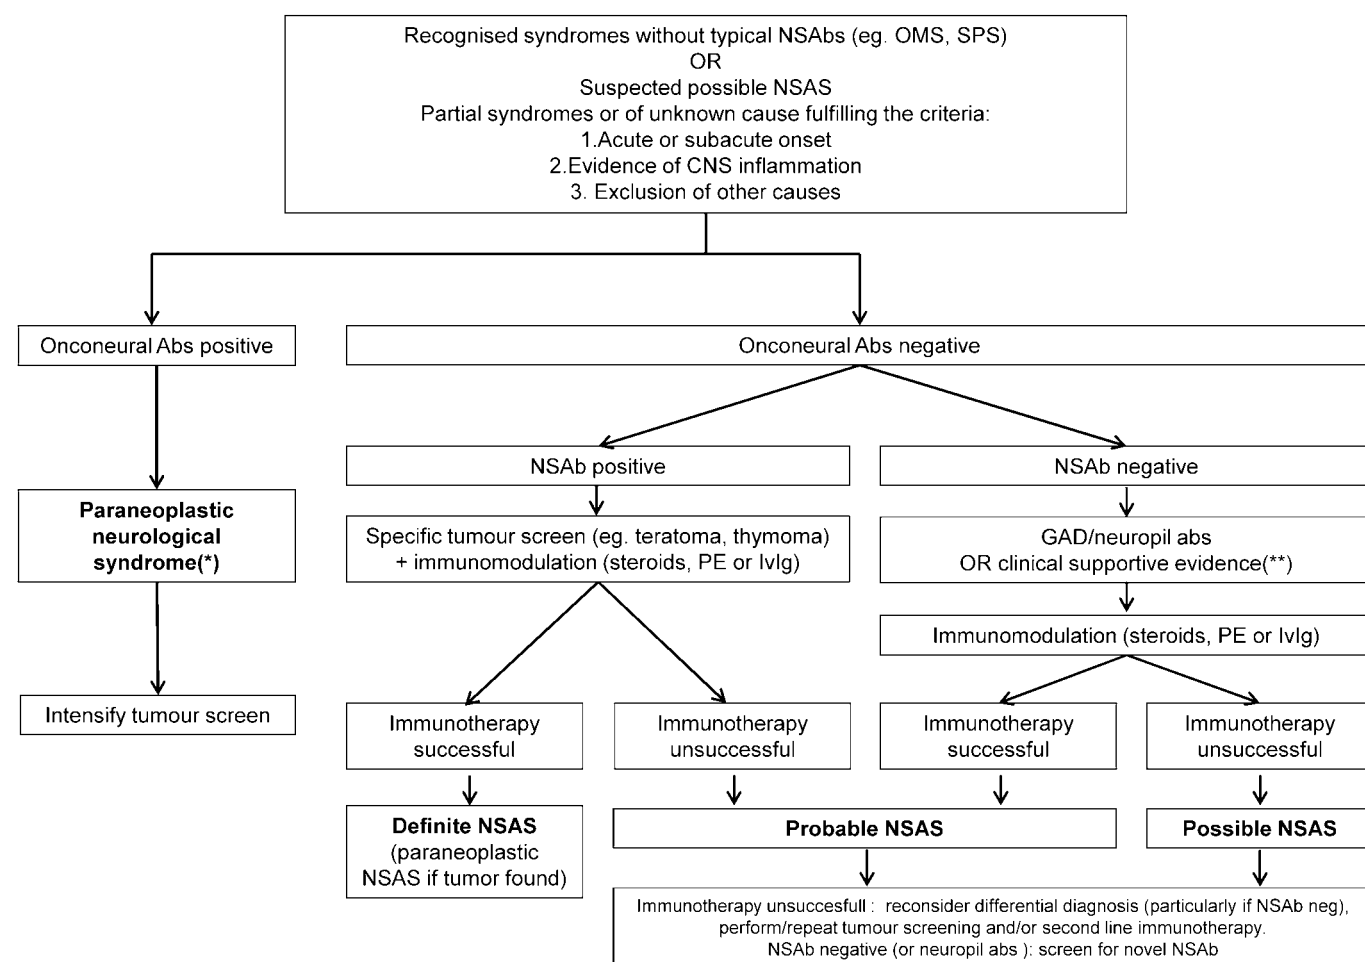 Recognised syndromes without typical NSAbs (eg. OMS, SPS)
OR
Suspected possible NSAS
Partial syndromes or of unknown cause fulfilling the criteria:
1.Acute or subacute onset
2.Evidence of CNS inflammation
3. Exclusion of other causes
Onconeural Abs positive
Onconeural Abs negative
NSAb positive
NSAb negative
Paraneoplastic
neurological
syndrome(*)
Specific tumour screen (eg. teratoma, thymoma)
+ immunomodulation (steroids, PE or IvIg)
GAD/neuropil abs
OR clinical supportive evidence(**)
Immunomodulation (steroids, PE or IvIg)
Intensify tumour screen
Immunotherapy
successful
Immunotherapy
unsuccessful
Immunotherapy
successful
Immunotherapy
unsuccessful
Definite NSAS
(paraneoplastic
NSAS if tumor found)
Probable NSAS
Possible NSAS
Immunotherapy unsuccesfull : reconsider differential diagnosis (particularly if NSAb neg),
perform/repeat tumour screening and/or second line immunotherapy.
NSAb negative (or neuropil abs ): screen for novel NSAb